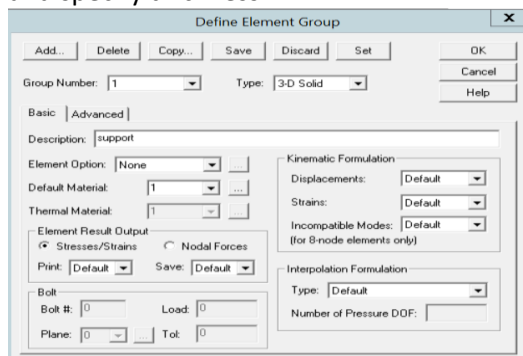 Define Element Group
x
Add... Delete Copy... Save Discard Set OK
Cancel
Group Number: 1 Type: 3-D Solid
Help
Basic Advanced
Description: support
Element Option: None ...
Default Material: 1 ...
Thermal Material: 1 ...
Element Result Output
Stresses/Strains Nodal Forces
Print: Default Save: Default
Bolt
Bolt #: 0 Load: 0
Plane: 0 ... Tol: 0
Kinematic Formulation
Displacements: Default
Strains: Default
Incompatible Modes: Default
(for 8-node elements only)
Interpolation Formulation
Type: Default
Number of Pressure DOF: